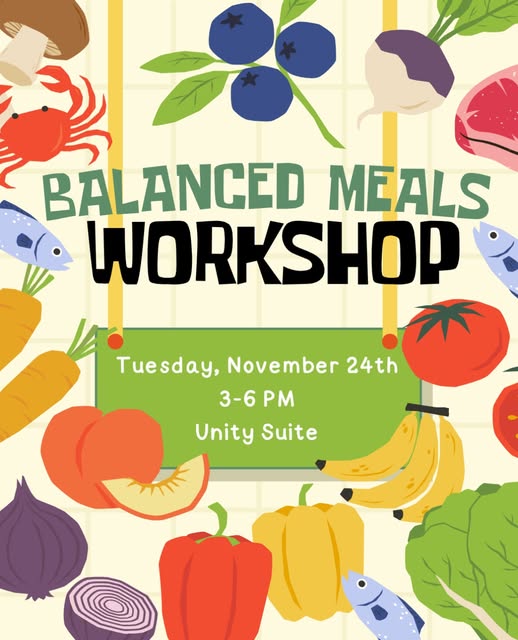 BALANCED MEALS
WORKSHOP
Tuesday, November 24th
3-6 PM
Unity Suite